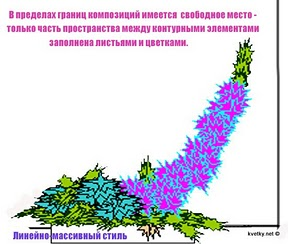 В пределах границ композиций имеется свободное место -
только часть пространства между контурными элементами
заполнена листьями и цветками.
Линейно-массивный стиль
kvetky.net ©